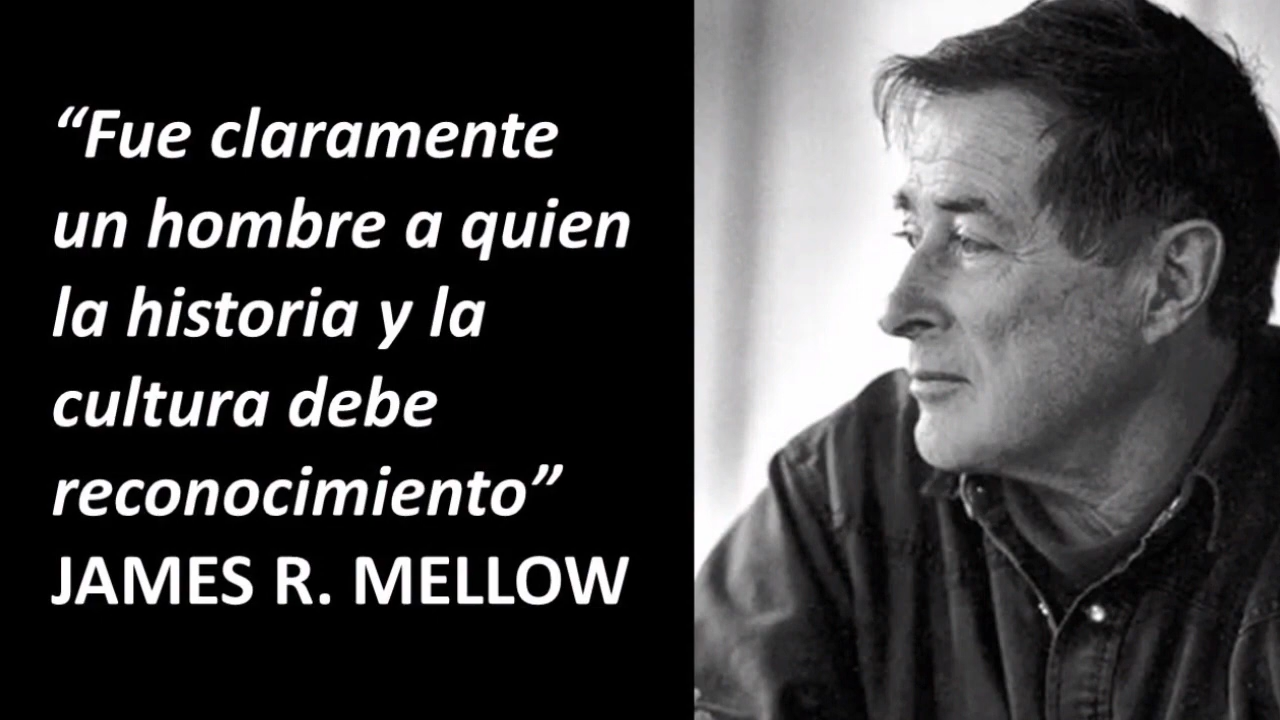 “Fue claramente
un hombre a quien
la historia y la
cultura debe
reconocimiento”
JAMES R. MELLOW